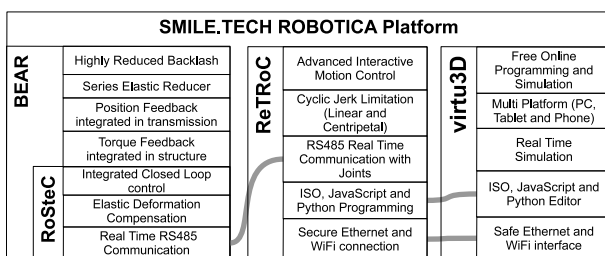 SMILE.TECH ROBOTICA Platform
BEAR
Highly Reduced Backlash
Series Elastic Reducer
Position Feedback
integrated in transmission
Torque Feedback
integrated in structure
RoSteC
Integrated Closed Loop
control
Elastic Deformation
Compensation
Real Time RS485
Communication
ReTRoC
Advanced Interactive
Motion Control
Cyclic Jerk Limitation
(Linear and
Centripetal)
RS485 Real Time
Communication with
Joints
ISO, JavaScript and
Python Programming
Secure Ethernet and
WiFi connection
virtu3D
Free Online
Programming and
Simulation
Multi Platform (PC,
Tablet and Phone)
Real Time
Simulation
ISO, JavaScript and
Python Editor
Safe Ethernet and
WiFi interface